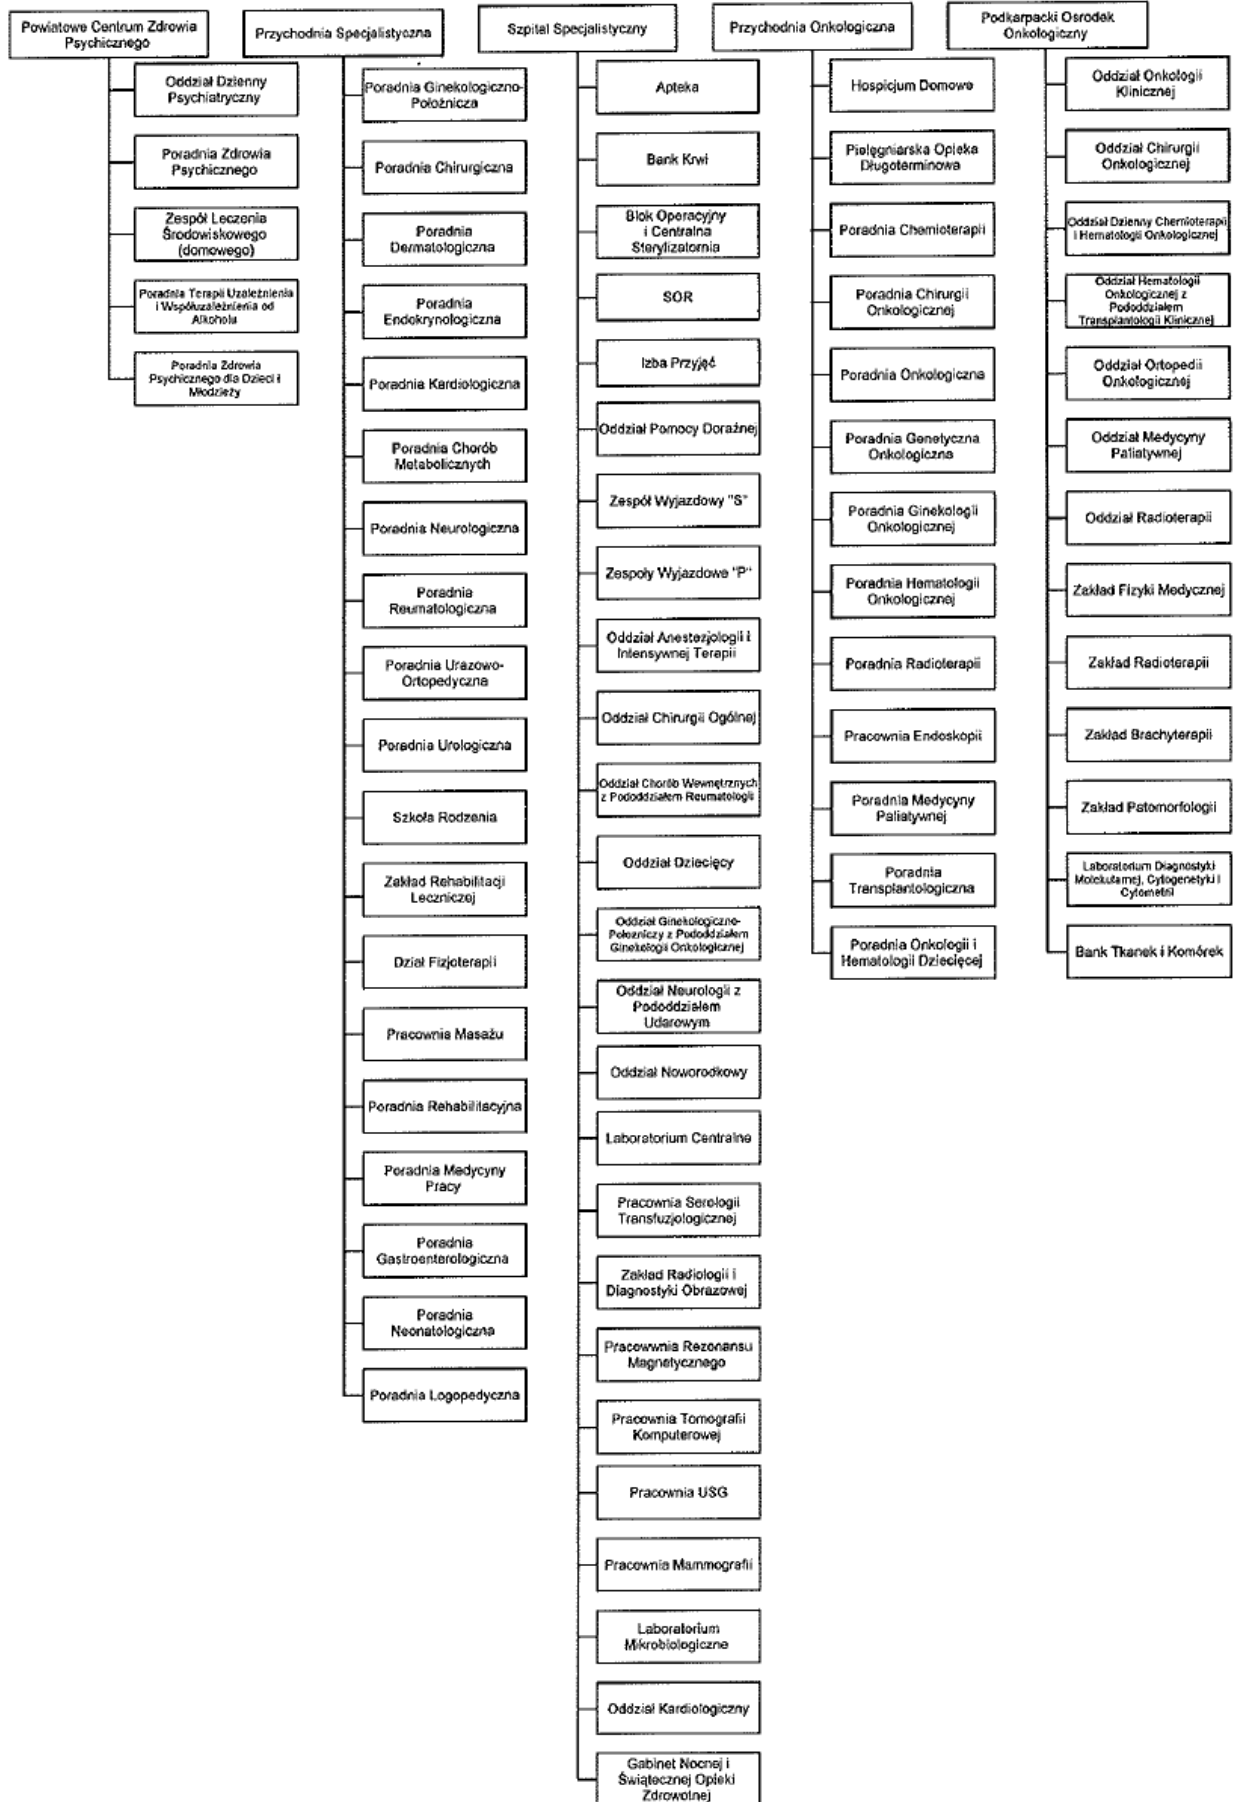 Powiatowe Centrum Zdrowia
Psychicznego
Oddział Dzienny
Psychiatryczny
Poradnia Zdrowia
Psychicznego
Zespół Leczenia
Środowiskowego
(domowego)
Poradnia Terapii Uzależnienia
i Współuzależnienia od
Alkoholu
Poradnia Zdrowia
Psychicznego dla Dzieci i
Młodzieży
Przychodnia Specjalistyczna
Poradnia Ginekologiczno-
Położnicza
Poradnia Chirurgiczna
Poradnia
Dermatologiczna
Poradnia
Endokrynologiczna
Poradnia Kardiologiczna
Poradnia Chorób
Metabolicznych
Poradnia Neurologiczna
Poradnia
Reumatologiczna
Poradnia Urazowo-
Ortopedyczna
Poradnia Urologiczna
Szkoła Rodzenia
Zakład Rehabilitacji
Leczniczej
Dział Fizjoterapii
Pracownia Masażu
Poradnia Rehabilitacyjna
Poradnia Medycyny
Pracy
Poradnia
Gastroenterologiczna
Poradnia
Neonatologiczna
Poradnia Logopedyczna
Szpital Specjalistyczny
Apteka
Bank Krwi
Blok Operacyjny
i Centralna
Sterylizatornia
SOR
Izba Przyjęć
Oddział Pomocy Doraźnej
Zespół Wyjazdowy "S"
Zespoły Wyjazdowe "P"
Oddział Anestezjologii i
Intensywnej Terapii
Oddział Chirurgii Ogólnej
Oddział Chorób Wewnętrznych
z Pododdziałem Reumatologii
Oddział Dziecięcy
Oddział Ginekologiczno-
Położniczy z Pododdziałem
Ginekologii Onkologicznej
Oddział Neurologii z
Pododdziałem
Udarowym
Oddział Noworodkowy
Laboratorium Centralne
Pracownia Serologii
Transfuzjologicznej
Zakład Radiologii i
Diagnostyki Obrazowej
Pracowwnia Rezonansu
Magnetycznego
Pracownia Tomografii
Komputerowej
Pracownia USG
Pracownia Mammografii
Laboratorium
Mikrobiologiczne
Oddział Kardiologiczny
Gabinet Nocnej i
Świątecznej Opieki
Zdrowotnej
Przychodnia Onkologiczna
Hospicjum Domowe
Pielęgniarska Opieka
Długoterminowa
Poradnia Chemioterapii
Poradnia Chirurgii
Onkologicznej
Poradnia Onkologiczna
Poradnia Genetyczna
Onkologiczna
Poradnia Ginekologii
Onkologicznej
Poradnia Hematologii
Onkologicznej
Poradnia Radioterapii
Pracownia Endoskopii
Poradnia Medycyny
Paliatywnej
Poradnia
Transplantologiczna
Poradnia Onkologii i
Hematologii Dziecięcej
Podkarpacki Osrodek
Onkologiczny
Oddział Onkologii
Klinicznej
Oddział Chirurgii
Onkologicznej
Oddział Dzienny Chemioterapii
i Hematologii Onkologicznej
Oddział Hematologii
Onkologicznej z
Pododdziałem
Transplantologii Klinicznej
Oddział Ortopedii
Onkologicznej
Oddział Medycyny
Paliatywnej
Oddział Radioterapii
Zakład Fizyki Medycznej
Zakład Radioterapii
Zakład Brachyterapii
Zakład Patomorfologii
Laboratorium Diagnostyki
Molekularnej, Cytogenetyki i
Cytometrii
Bank Tkanek i Komórek